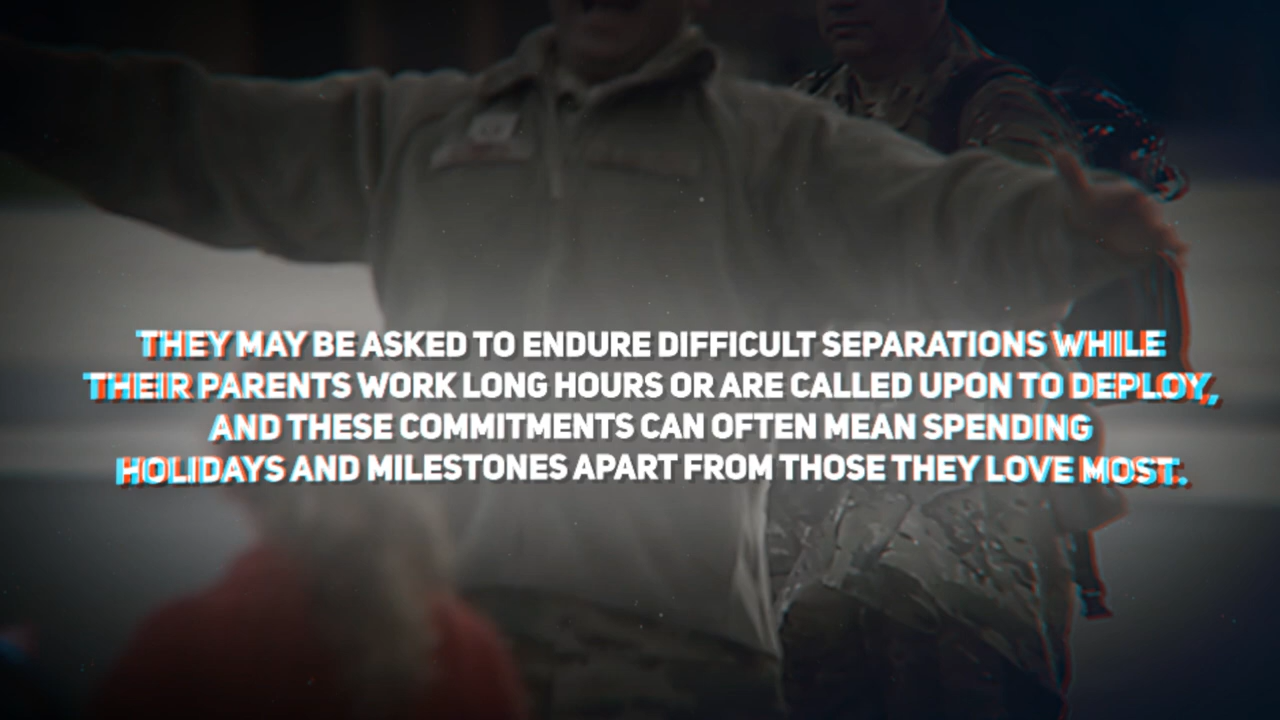 THEY MAY BE ASKED TO ENDURE DIFFICULT SEPARATIONS WHILE
THEIR PARENTS WORK LONG HOURS OR ARE CALLED UPON TO DEPLOY,
AND THESE COMMITMENTS CAN OFTEN MEAN SPENDING
HOLIDAYS AND MILESTONES APART FROM THOSE THEY LOVE MOST.